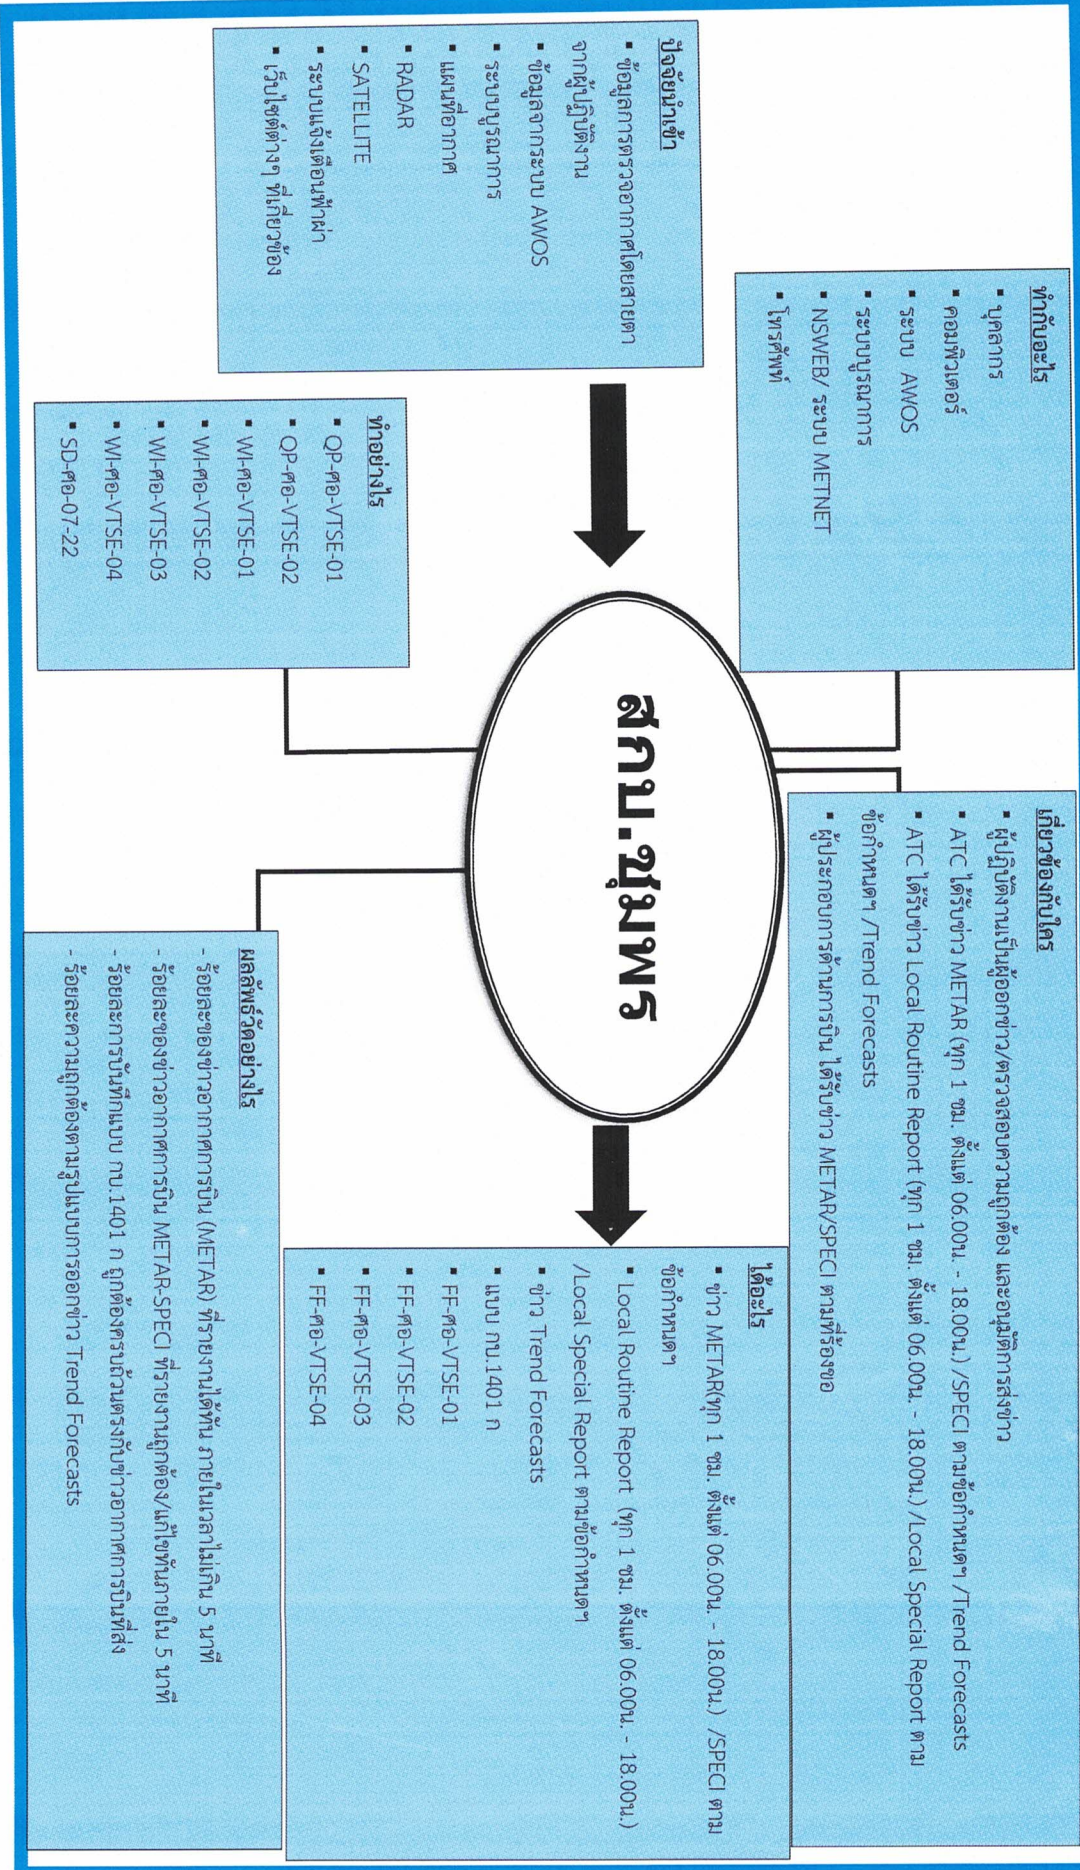 ทำกับอะไร
▪ บุคลากร
▪ คอมพิวเตอร์
▪ ระบบ AWOS
▪ ระบบบูรณาการ
▪ NSWEB/ ระบบ METNET
▪ โทรศัพท์
เกี่ยวข้องกับใคร
▪ ผู้ปฏิบัติงานเป็นผู้ออกข่าว/ตรวจสอบความถูกต้อง และอนุมัติการส่งข่าว
▪ ATC ได้รับข่าว METAR (ทุก 1 ชม. ตั้งแต่ 06.00น. - 18.00น.) /SPECI ตามข้อกำหนดฯ /Trend Forecasts
▪ ATC ได้รับข่าว Local Routine Report (ทุก 1 ชม. ตั้งแต่ 06.00น. - 18.00น.) /Local Special Report ตาม
ข้อกำหนดฯ /Trend Forecasts
▪ ผู้ประกอบการด้านการบิน ได้รับข่าว METAR/SPECI ตามที่ร้องขอ
ปัจจัยนำเข้า
▪ ข้อมูลการตรวจอากาศโดยสายตา
จากผู้ปฏิบัติงาน
▪ ข้อมูลจากระบบ AWOS
▪ ระบบบูรณาการ
▪ แผนที่อากาศ
▪ RADAR
▪ SATELLITE
▪ ระบบแจ้งเตือนฟ้าผ่า
▪ เว็บไซต์ต่างๆ ที่เกี่ยวข้อง
สกบ.ชุมพร
ได้อะไร
▪ ข่าว METAR(ทุก 1 ชม. ตั้งแต่ 06.00น. - 18.00น.) /SPECI ตาม
ข้อกำหนดฯ
▪ Local Routine Report (ทุก 1 ชม. ตั้งแต่ 06.00น. - 18.00น.)
/Local Special Report ตามข้อกำหนดฯ
▪ ข่าว Trend Forecasts
▪ แบบ กบ.1401 ก
▪ FF-ศอ-VTSE-01
▪ FF-ศอ-VTSE-02
▪ FF-ศอ-VTSE-03
▪ FF-ศอ-VTSE-04
ทำอย่างไร
▪ QP-ศอ-VTSE-01
▪ QP-ศอ-VTSE-02
▪ WI-ศอ-VTSE-01
▪ WI-ศอ-VTSE-02
▪ WI-ศอ-VTSE-03
▪ WI-ศอ-VTSE-04
▪ SD-ศอ-07-22
ผลลัพธ์วัดอย่างไร
- ร้อยละของข่าวอากาศการบิน (METAR) ที่รายงานได้ทัน ภายในเวลาไม่เกิน 5 นาที
- ร้อยละของข่าวอากาศการบิน METAR-SPECI ที่รายงานถูกต้อง/แก้ไขทันภายใน 5 นาที
- ร้อยละการบันทึกแบบ กบ.1401 ก ถูกต้องครบถ้วนตรงกับข่าวอากาศการบินที่ส่ง
- ร้อยละความถูกต้องตามรูปแบบการออกข่าว Trend Forecasts